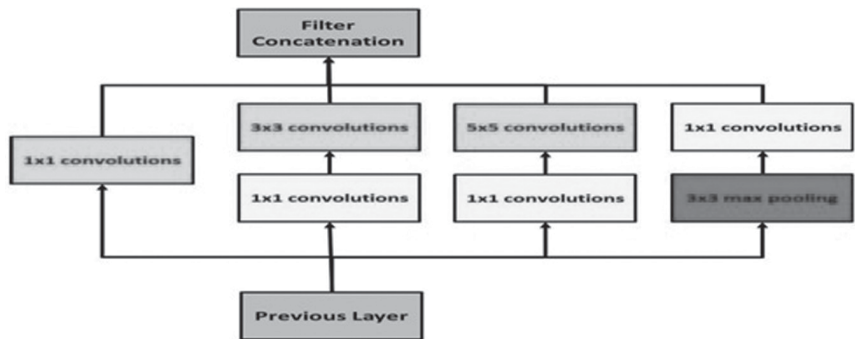 Filter
Concatenation
3x3 convolutions
5x5 convolutions
1x1 convolutions
1x1 convolutions
1x1 convolutions
1x1 convolutions
3x3 max pooling
Previous Layer